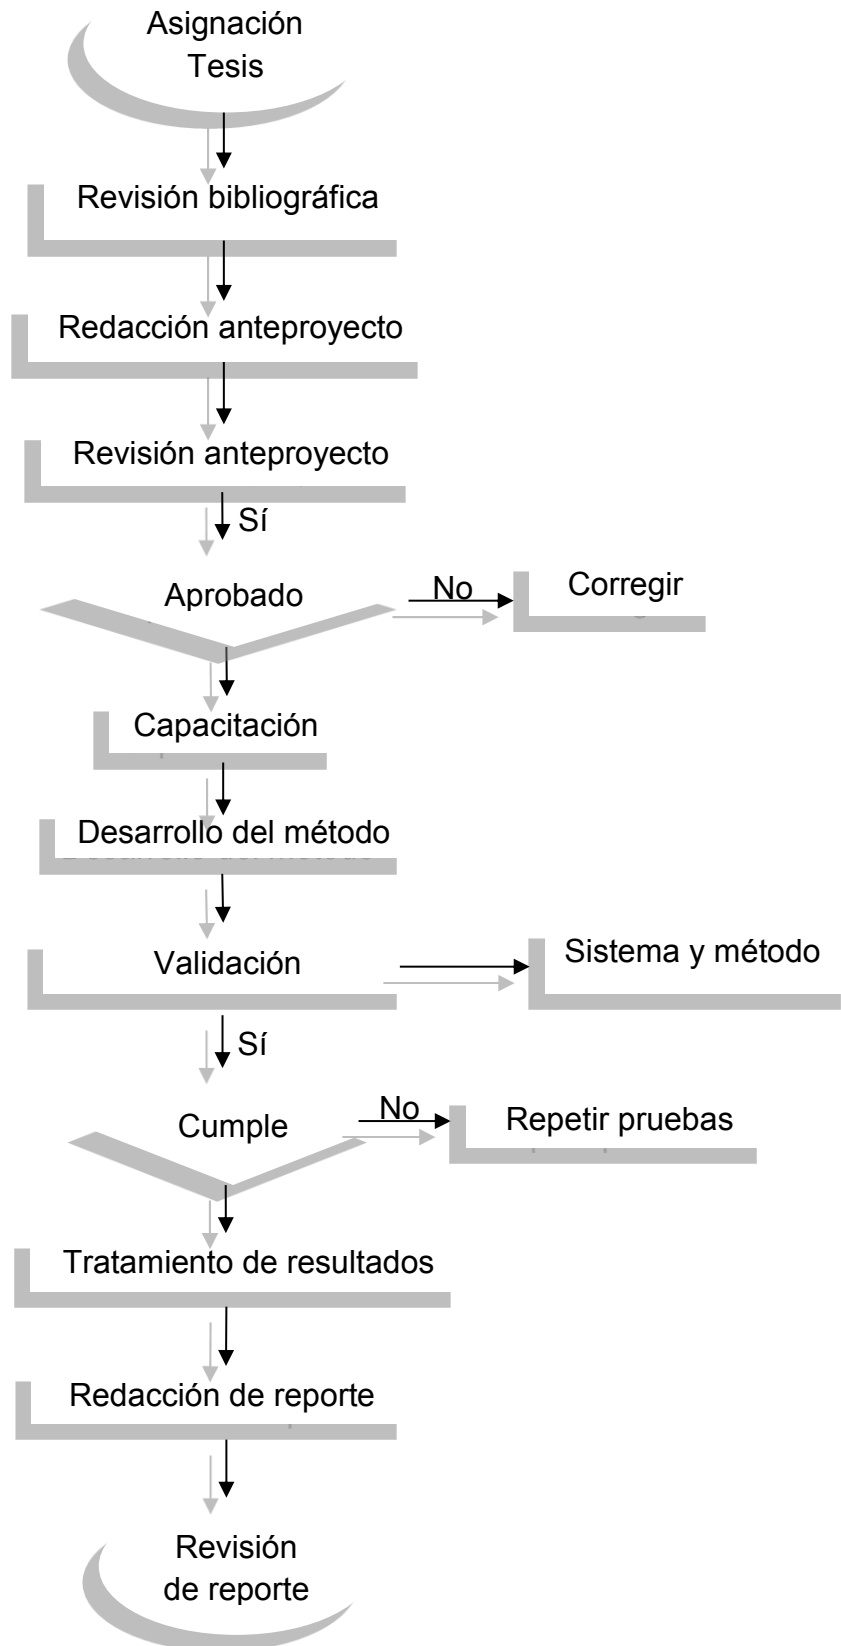 Asignación
Tesis
Revisión bibliográfica
Redacción anteproyecto
Revisión anteproyecto
Sí
Aprobado
No
Corregir
Capacitación
Desarrollo del método
Validación
Sistema y método
Sí
Cumple
No
Repetir pruebas
Tratamiento de resultados
Redacción de reporte
Revisión
de reporte